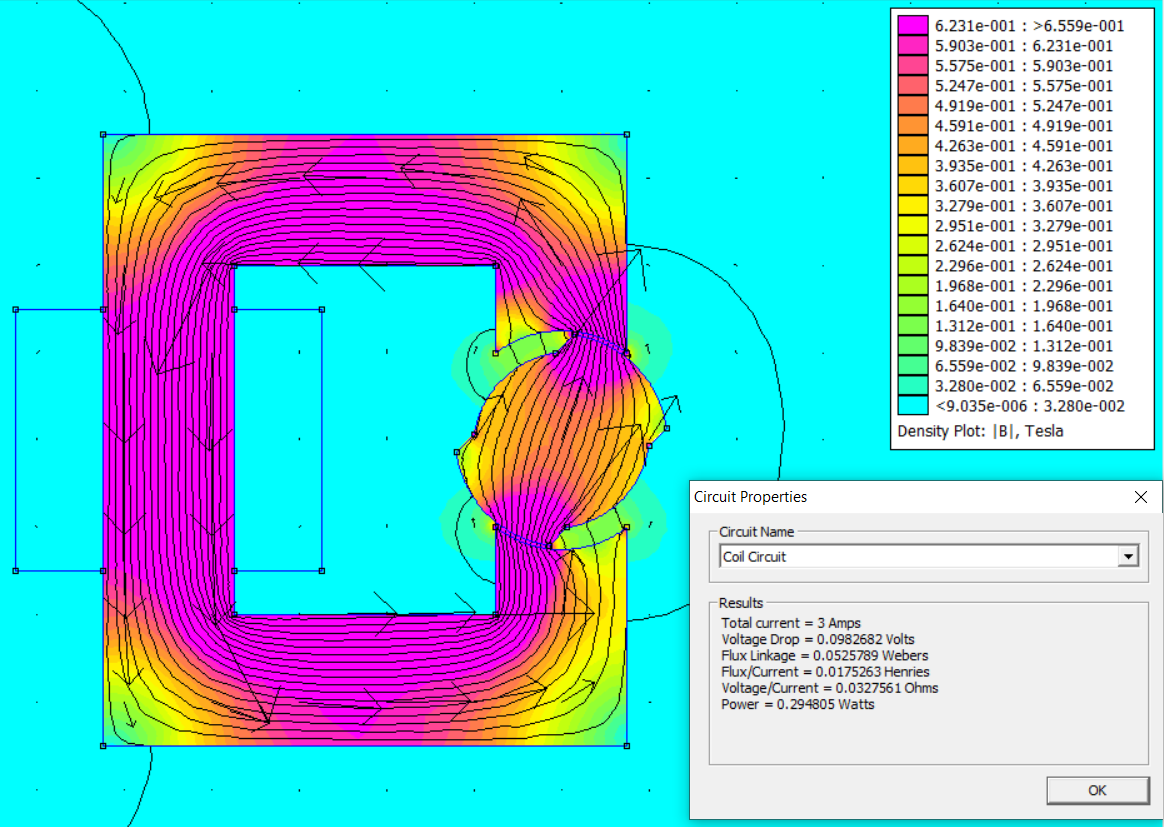 6.231e-001 : >6.559e-001
5.903e-001 : 6.231e-001
5.575e-001 : 5.903e-001
5.247e-001 : 5.575e-001
4.919e-001 : 5.247e-001
4.591e-001 : 4.919e-001
4.263e-001 : 4.591e-001
3.935e-001 : 4.263e-001
3.607e-001 : 3.935e-001
3.279e-001 : 3.607e-001
2.951e-001 : 3.279e-001
2.624e-001 : 2.951e-001
2.296e-001 : 2.624e-001
1.968e-001 : 2.296e-001
1.640e-001 : 1.968e-001
1.312e-001 : 1.640e-001
9.839e-002 : 1.312e-001
6.559e-002 : 9.839e-002
3.280e-002 : 6.559e-002
<9.035e-006 : 3.280e-002
Density Plot: |B|, Tesla
Circuit Properties
Circuit Name
Coil Circuit
Results
Total current = 3 Amps
Voltage Drop = 0.0982682 Volts
Flux Linkage = 0.0525789 Webers
Flux/Current = 0.0175263 Henries
Voltage/Current = 0.0327561 Ohms
Power = 0.294805 Watts
OK